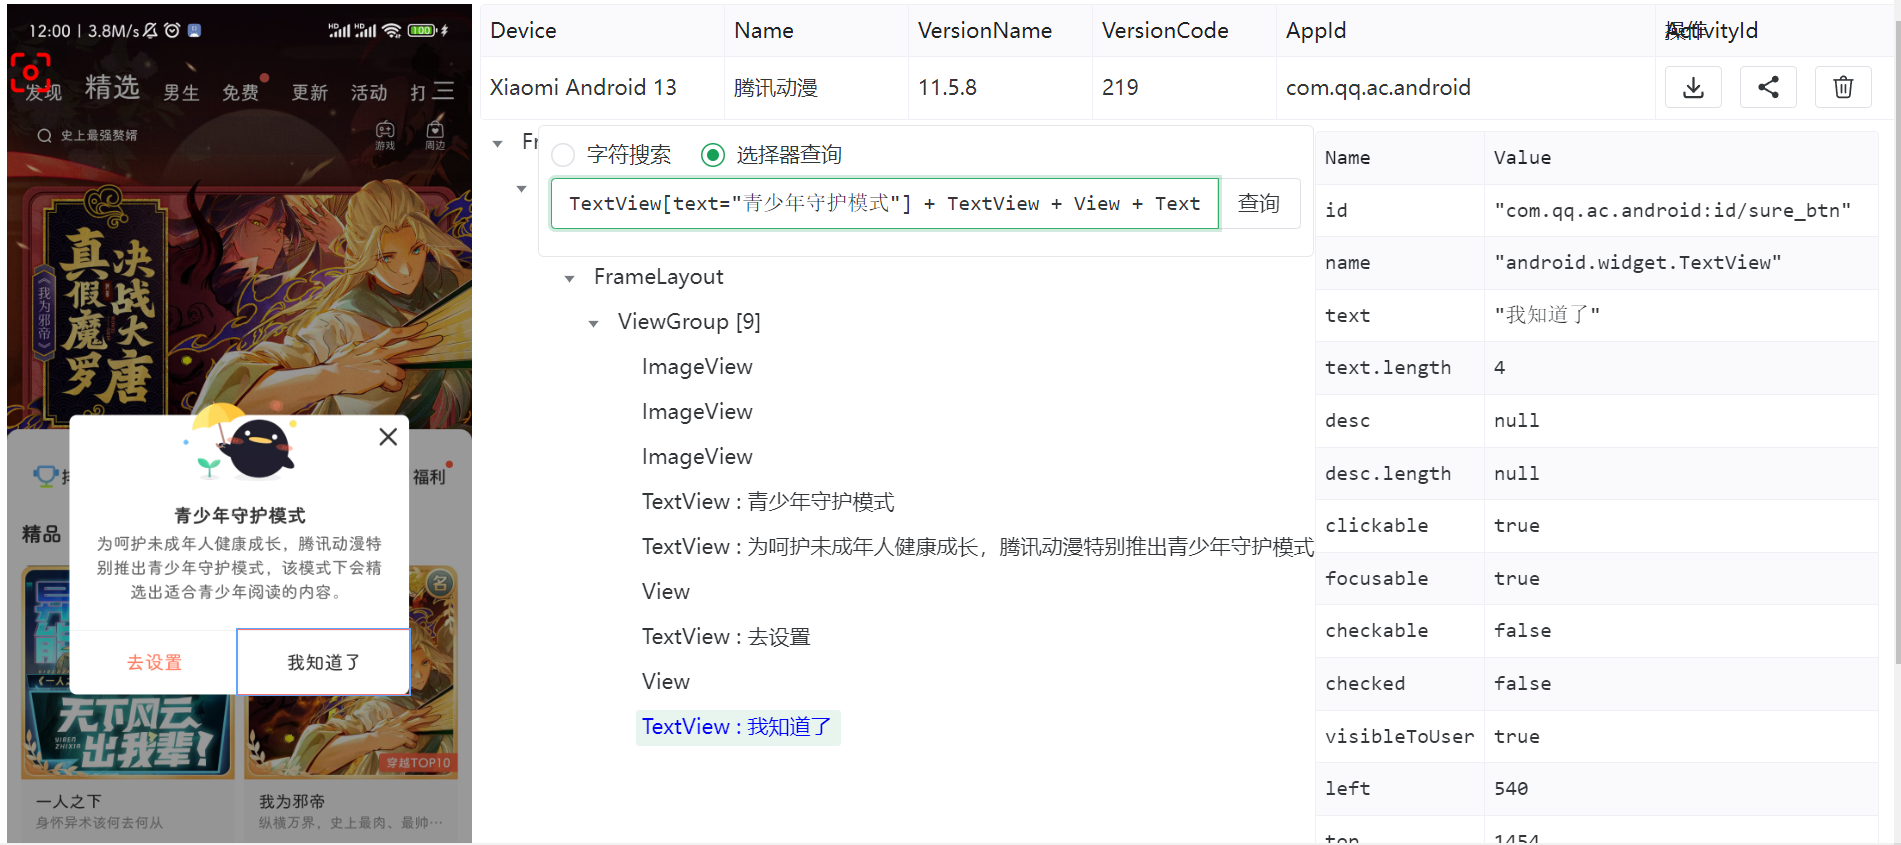 12:00 | 3.8M/s
HD HD 100
发现 精选 男生 免费 更新 活动 打
史上最强赘婿
游戏 周边
决战大唐
真假魔罗
《我为邪帝》
福利
青少年守护模式
精品
为呵护未成年人健康成长，腾讯动漫特
别推出青少年守护模式，该模式下会精
选出适合青少年阅读的内容。
名
去设置 我知道了
天下风云
出我辈!
穿越TOP10
一人之下 我为邪帝
身怀异术该何去何从 纵横万界，史上最肉、最帅…
Device Name VersionName VersionCode AppId ActivityId 操作
Xiaomi Android 13 腾讯动漫 11.5.8 219 com.qq.ac.android
字符搜索 选择器查询
TextView[text="青少年守护模式"] + TextView + View + Text 查询
FrameLayout
ViewGroup [9]
ImageView
ImageView
ImageView
TextView : 青少年守护模式
TextView : 为呵护未成年人健康成长，腾讯动漫特别推出青少年守护模式
View
TextView : 去设置
View
TextView : 我知道了
Name Value
id "com.qq.ac.android:id/sure_btn"
name "android.widget.TextView"
text "我知道了"
text.length 4
desc null
desc.length null
clickable true
focusable true
checkable false
checked false
visibleToUser true
left 540
top 1454